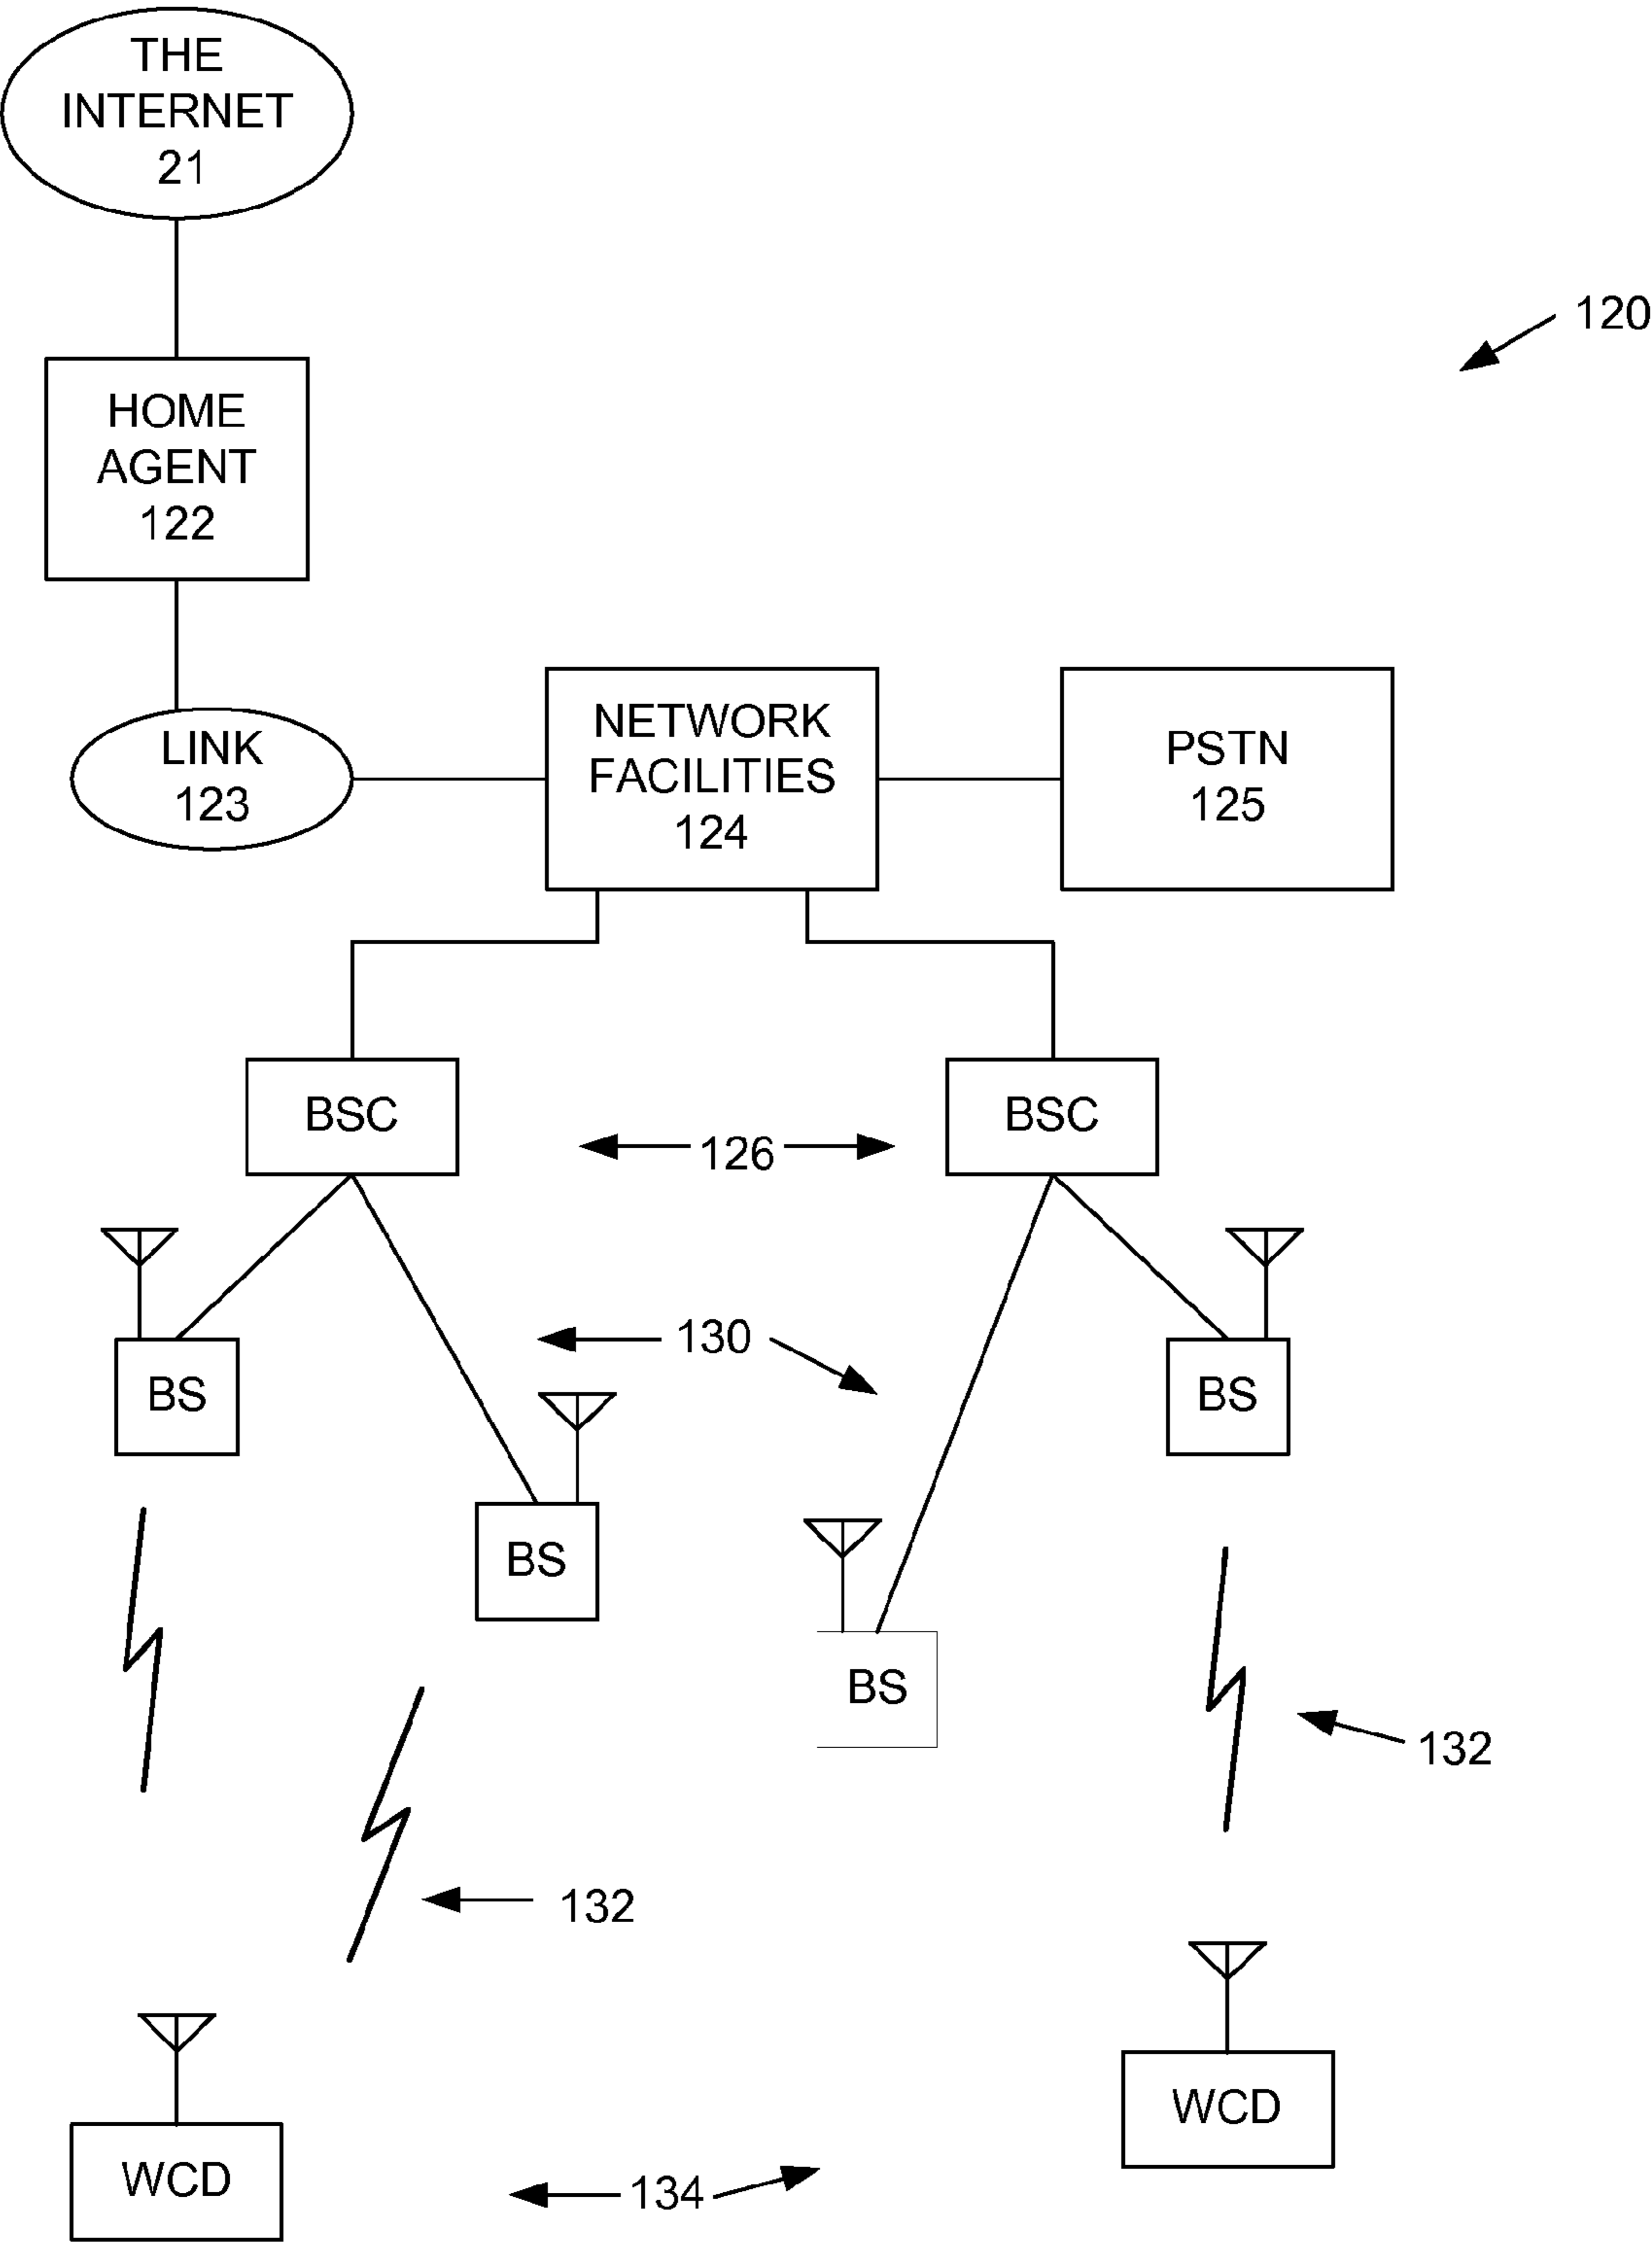 THE
INTERNET
21
120
HOME
AGENT
122
LINK
123
NETWORK
FACILITIES
124
PSTN
125
BSC
BSC
126
130
BS
BS
BS
BS
132
132
WCD
WCD
134